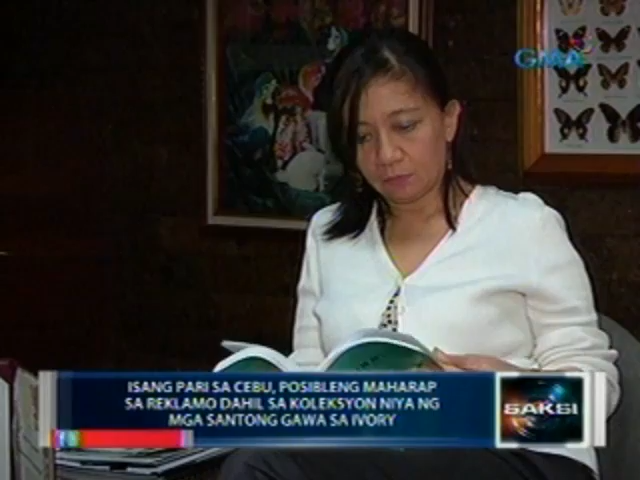 GMA
ISANG PARI SA CEBU, POSIBLENG MAHARAP
SA REKLAMO DAHIL SA KOLEKSYON NIYA NG
MGA SANTONG GAWA SA IVORY
SAKSI